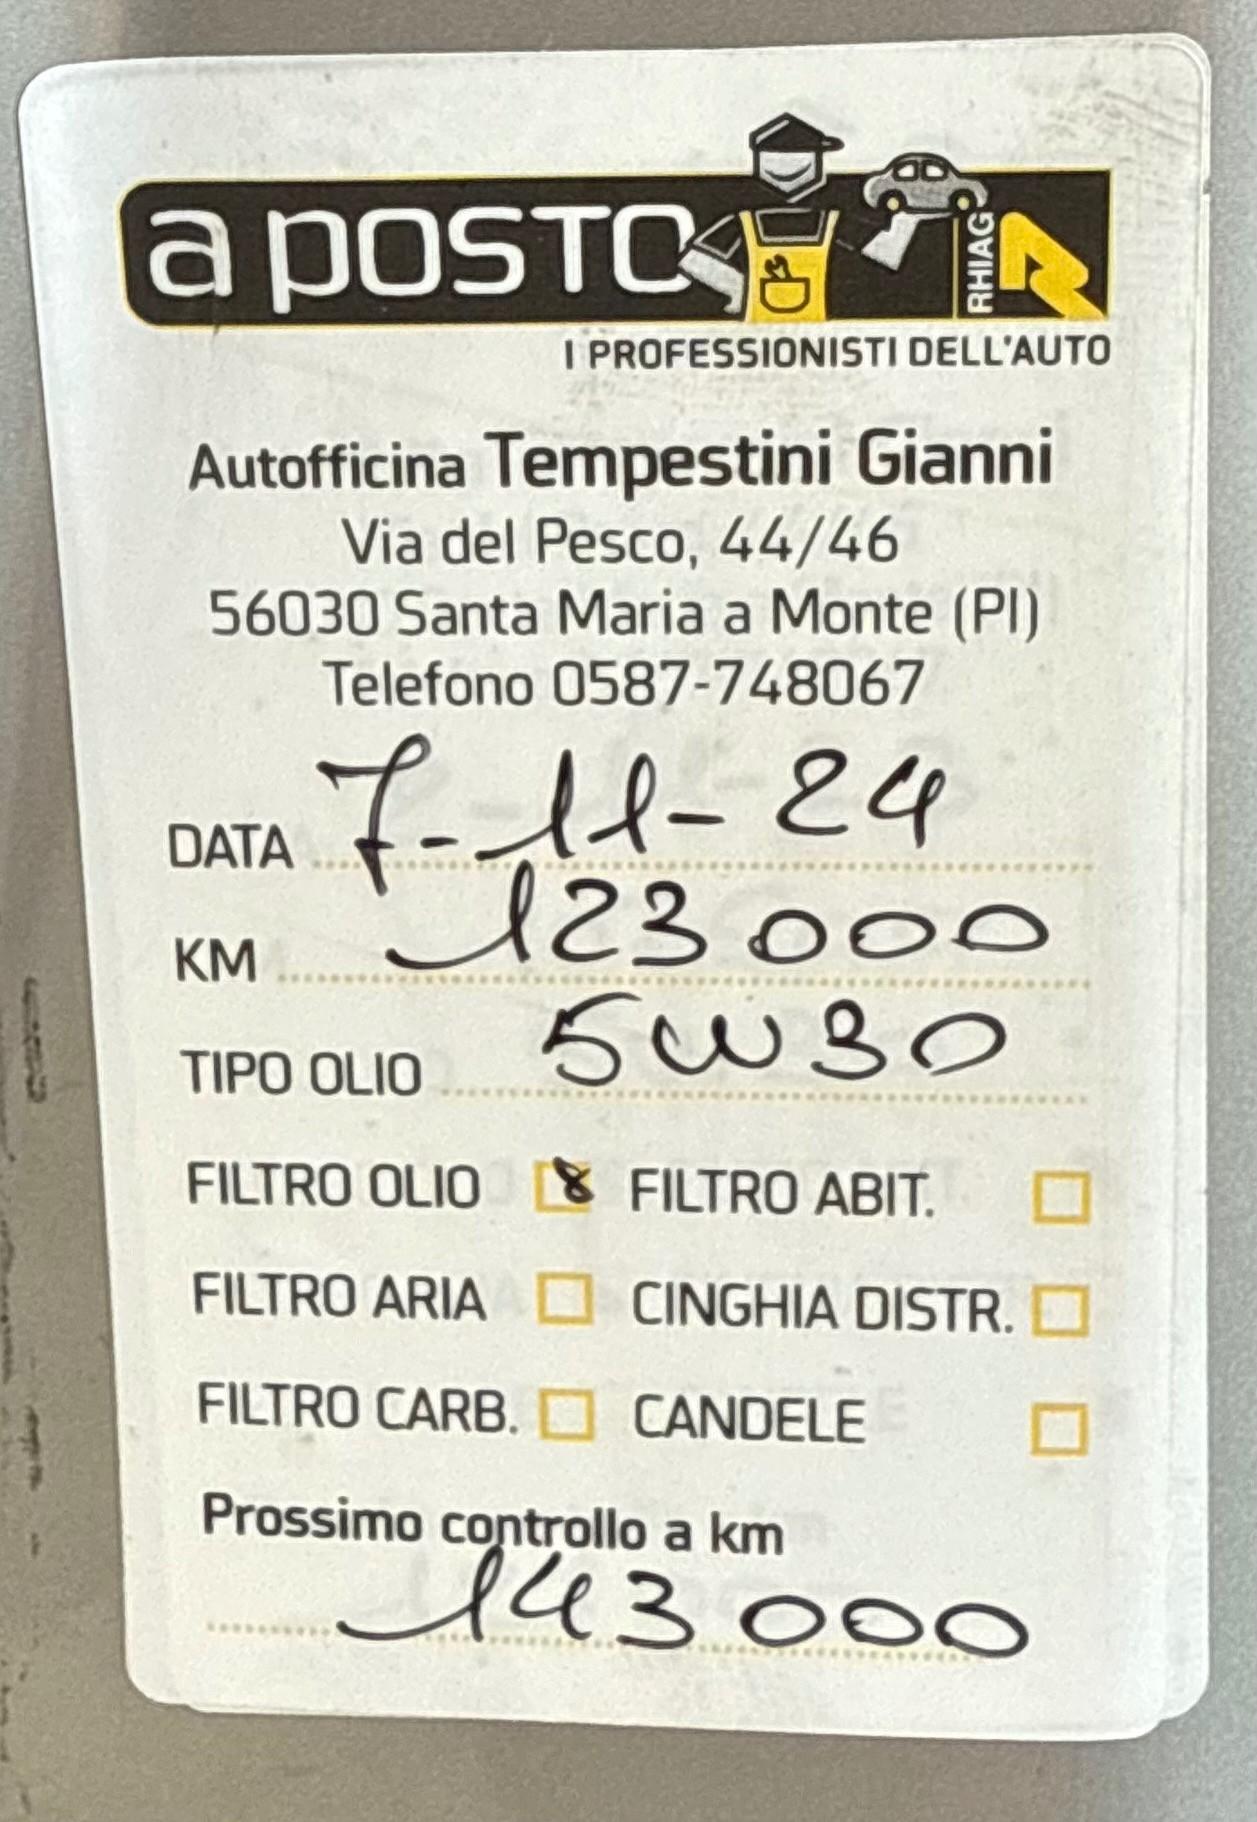 a posto
RHIAG
I PROFESSIONISTI DELL'AUTO
Autofficina Tempestini Gianni
Via del Pesco, 44/46
56030 Santa Maria a Monte (PI)
Telefono 0587-748067
DATA 7-11-24
KM 123000
TIPO OLIO 5W30
FILTRO OLIO FILTRO ABIT.
FILTRO ARIA CINGHIA DISTR.
FILTRO CARB. CANDELE
Prossimo controllo a km
143000